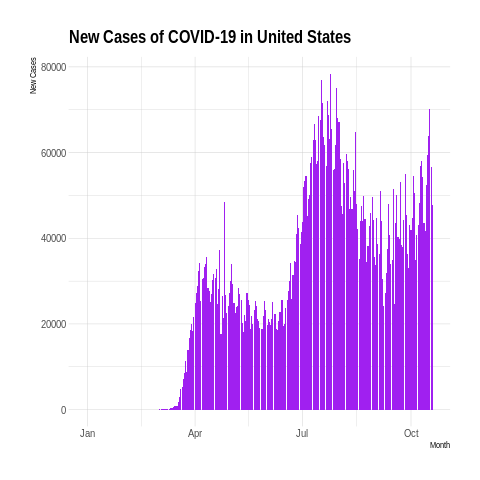 New Cases of COVID-19 in United States
New Cases
80000
60000
40000
20000
0
Jan Apr Jul Oct
Month